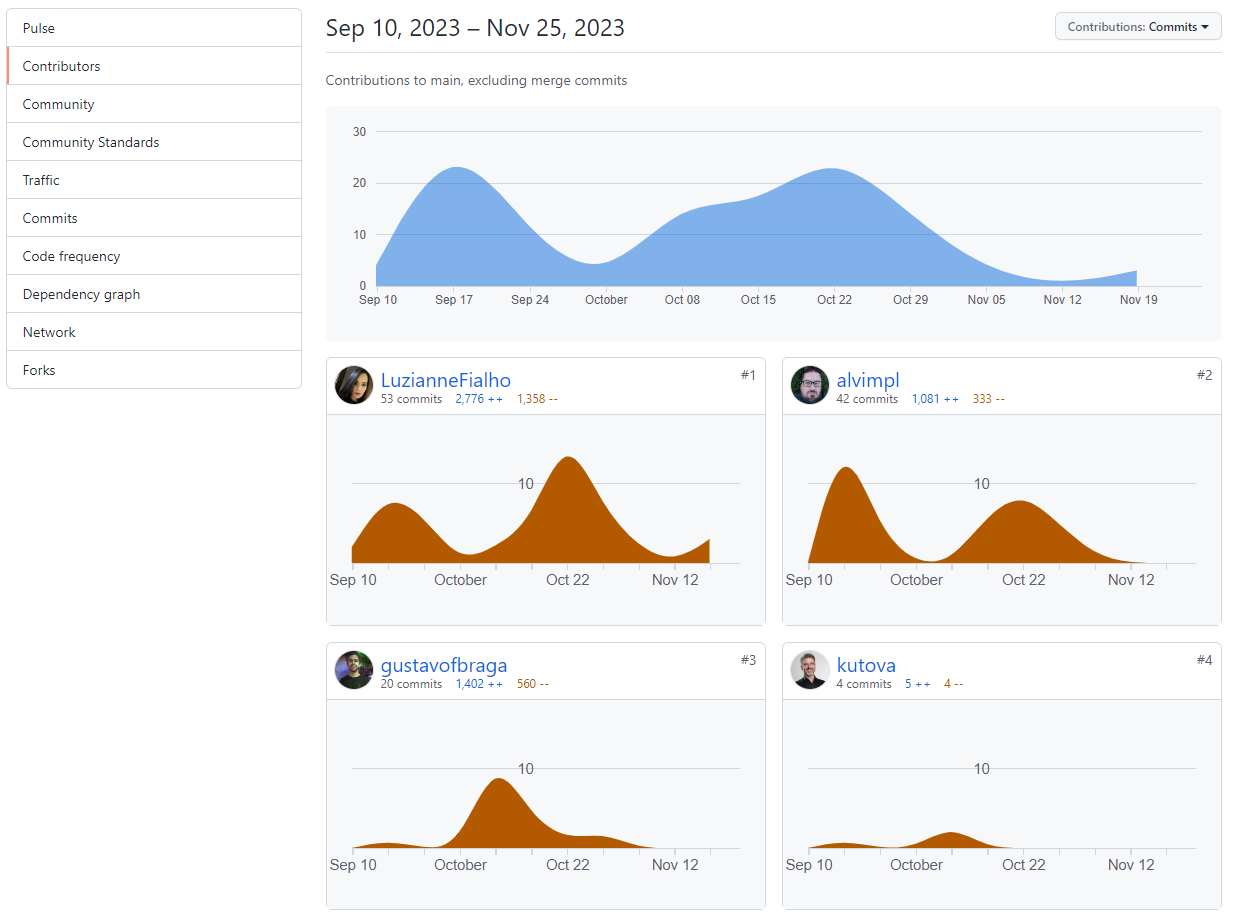 Pulse
Contributors
Community
Community Standards
Traffic
Commits
Code frequency
Dependency graph
Network
Forks
Sep 10, 2023 – Nov 25, 2023
Contributions: Commits
Contributions to main, excluding merge commits
30
20
10
0
Sep 10 Sep 17 Sep 24 October Oct 08 Oct 15 Oct 22 Oct 29 Nov 05 Nov 12 Nov 19
LuzianneFialho #1
53 commits 2,776 ++ 1,358 --
10
Sep 10 October Oct 22 Nov 12
alvimpl #2
42 commits 1,081 ++ 333 --
10
Sep 10 October Oct 22 Nov 12
gustavofbraga #3
20 commits 1,402 ++ 560 --
10
Sep 10 October Oct 22 Nov 12
kutova #4
4 commits 5 ++ 4 --
10
Sep 10 October Oct 22 Nov 12